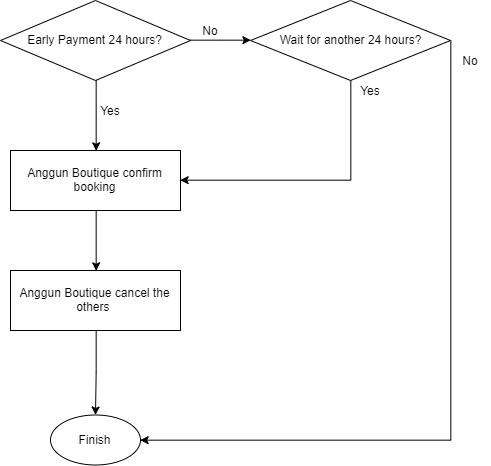 Early Payment 24 hours?
No
Wait for another 24 hours?
No
Yes
Yes
Anggun Boutique confirm
booking
Anggun Boutique cancel the
others
Finish